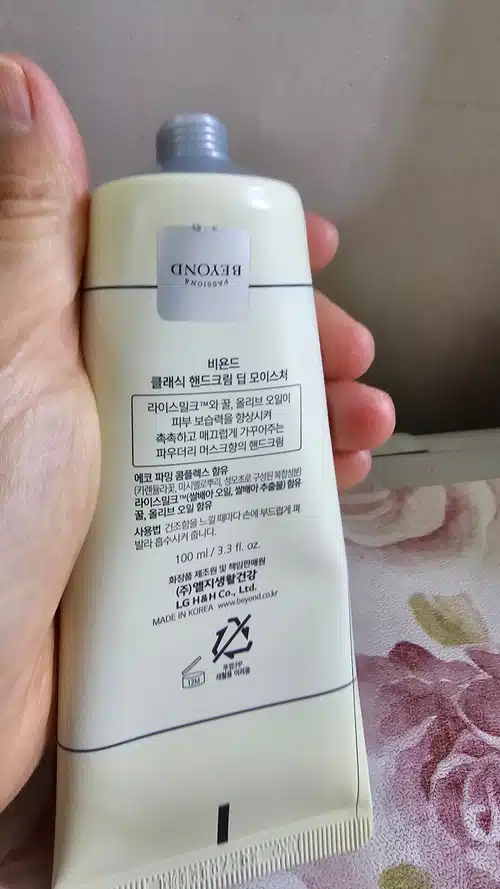 PASSION&
BEYOND
비욘드
클래식 핸드크림 딥 모이스처
라이스밀크™와 꿀, 올리브 오일이
피부 보습력을 향상시켜
촉촉하고 매끄럽게 가꾸어주는
파우더리 머스크향의 핸드크림
에코 파밍 콤플렉스 함유
(카렌듈라꽃, 마시멜로뿌리, 성모초로 구성된 복합성분)
라이스밀크™(쌀배아 오일, 쌀배아 추출물) 함유
꿀, 올리브 오일 함유
사용법 건조함을 느낄 때마다 손에 부드럽게 펴
발라 흡수시켜 줍니다.
100 ml / 3.3 fl. oz.
화장품 제조원 및 책임판매원
(주)엘지생활건강
LG H&H Co., Ltd.
MADE IN KOREA www.beyond.co.kr
12M
재활용 어려움